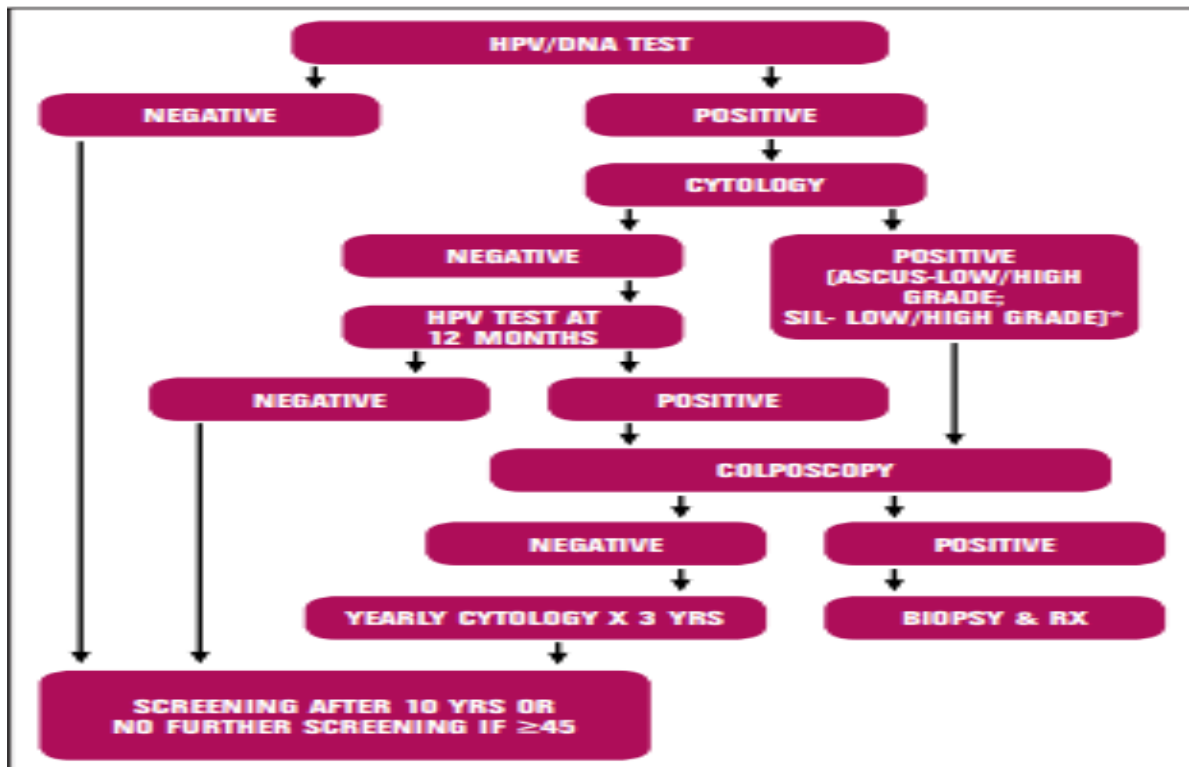 HPV/DNA TEST
NEGATIVE
POSITIVE
CYTOLOGY
NEGATIVE
POSITIVE
(ASCUS-LOW/HIGH
GRADE;
SIL- LOW/HIGH GRADE)*
HPV TEST AT
12 MONTHS
NEGATIVE
POSITIVE
COLPOSCOPY
NEGATIVE
POSITIVE
YEARLY CYTOLOGY X 3 YRS
BIOPSY & RX
SCREENING AFTER 10 YRS OR
NO FURTHER SCREENING IF ≥45